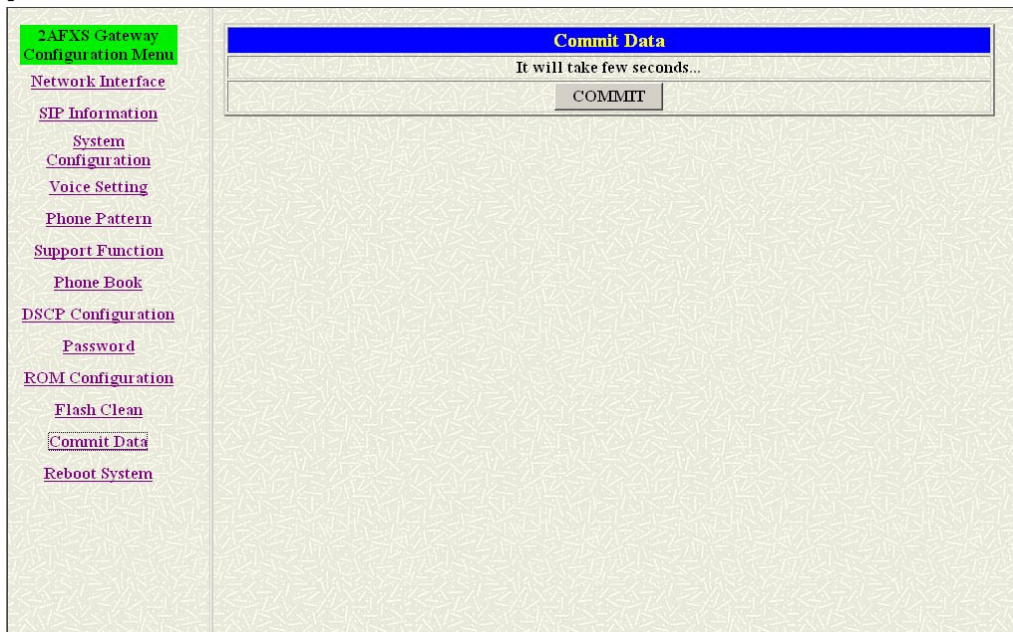 2AFXS Gateway
Configuration Menu
Network Interface
SIP Information
System
Configuration
Voice Setting
Phone Pattern
Support Function
Phone Book
DSCP Configuration
Password
ROM Configuration
Flash Clean
Commit Data
Reboot System
Commit Data
It will take few seconds...
COMMIT